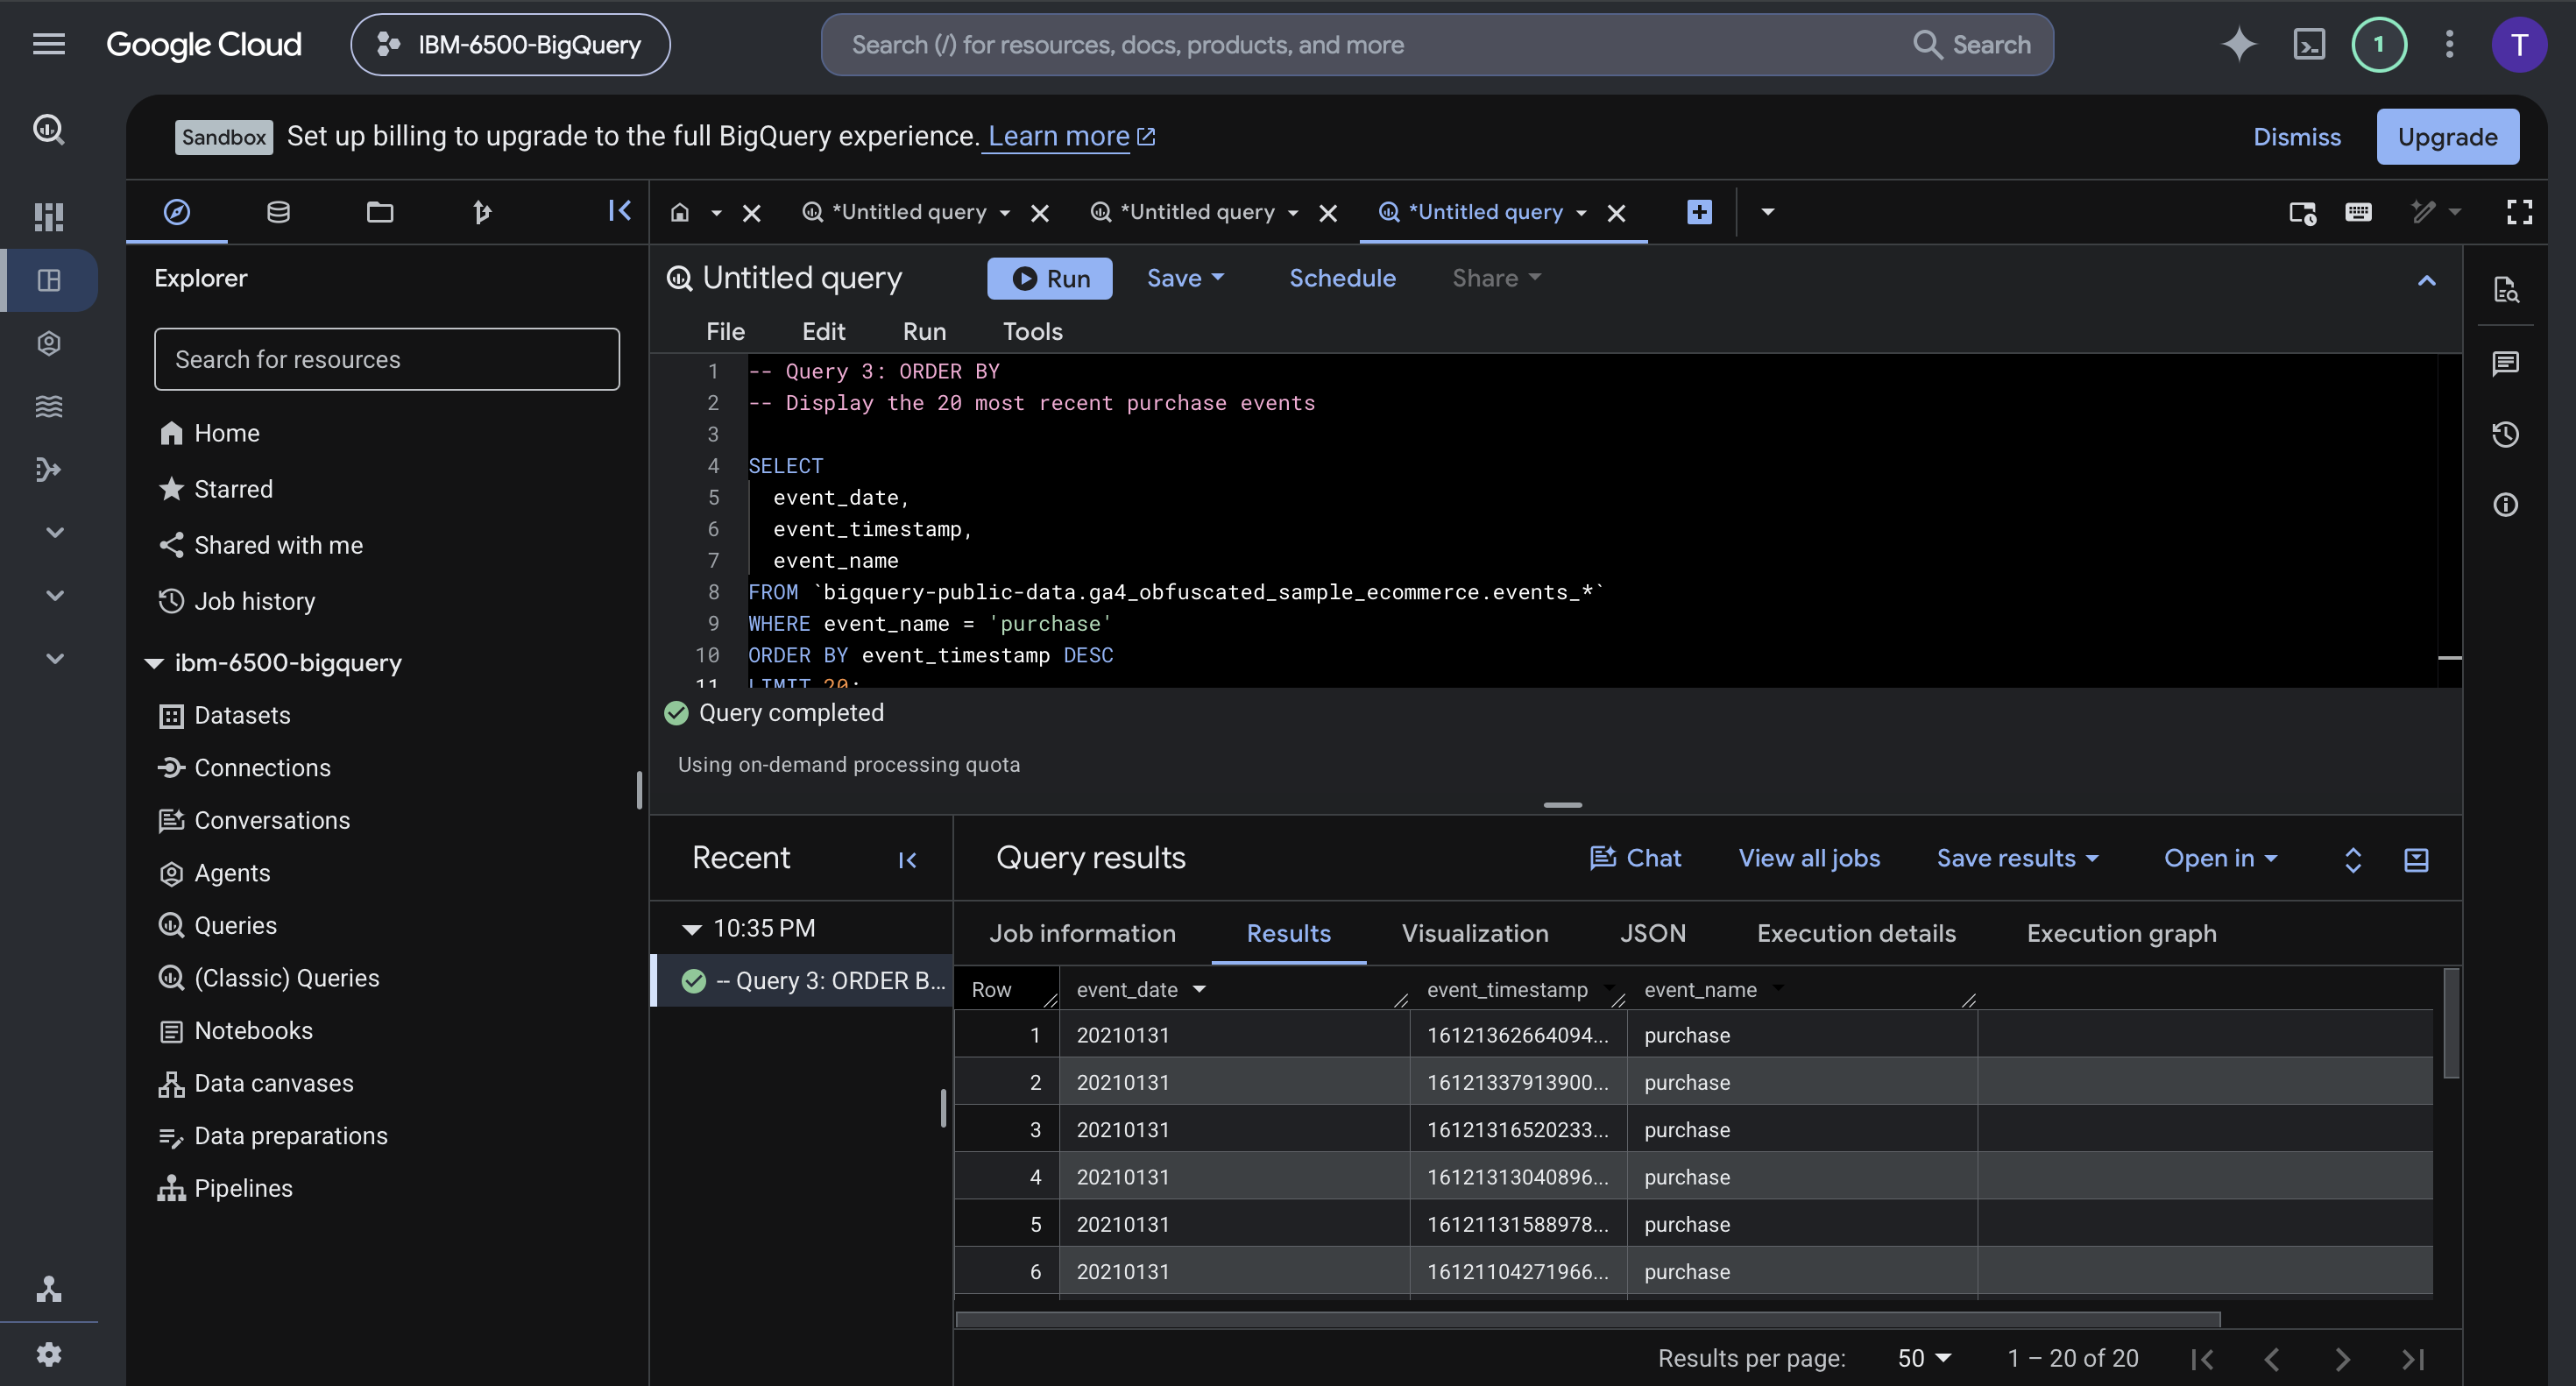 Google Cloud
IBM-6500-BigQuery
Search (/) for resources, docs, products, and more
Search
1
T
Sandbox
Set up billing to upgrade to the full BigQuery experience. Learn more
Dismiss
Upgrade
*Untitled query
*Untitled query
*Untitled query
Explorer
Search for resources
Home
Starred
Shared with me
Job history
ibm-6500-bigquery
Datasets
Connections
Conversations
Agents
Queries
(Classic) Queries
Notebooks
Data canvases
Data preparations
Pipelines
Untitled query
Run
Save
Schedule
Share
File
Edit
Run
Tools
1 -- Query 3: ORDER BY
2 -- Display the 20 most recent purchase events
3
4 SELECT
5 event_date,
6 event_timestamp,
7 event_name
8 FROM `bigquery-public-data.ga4_obfuscated_sample_ecommerce.events_*`
9 WHERE event_name = 'purchase'
10 ORDER BY event_timestamp DESC
11 LIMIT 20;
Query completed
Using on-demand processing quota
Recent
10:35 PM
-- Query 3: ORDER B...
Query results
Chat
View all jobs
Save results
Open in
Job information
Results
Visualization
JSON
Execution details
Execution graph
Row event_date event_timestamp event_name
1 20210131 16121362664094... purchase
2 20210131 16121337913900... purchase
3 20210131 16121316520233... purchase
4 20210131 16121313040896... purchase
5 20210131 16121131588978... purchase
6 20210131 16121104271966... purchase
Results per page: 50 1 – 20 of 20